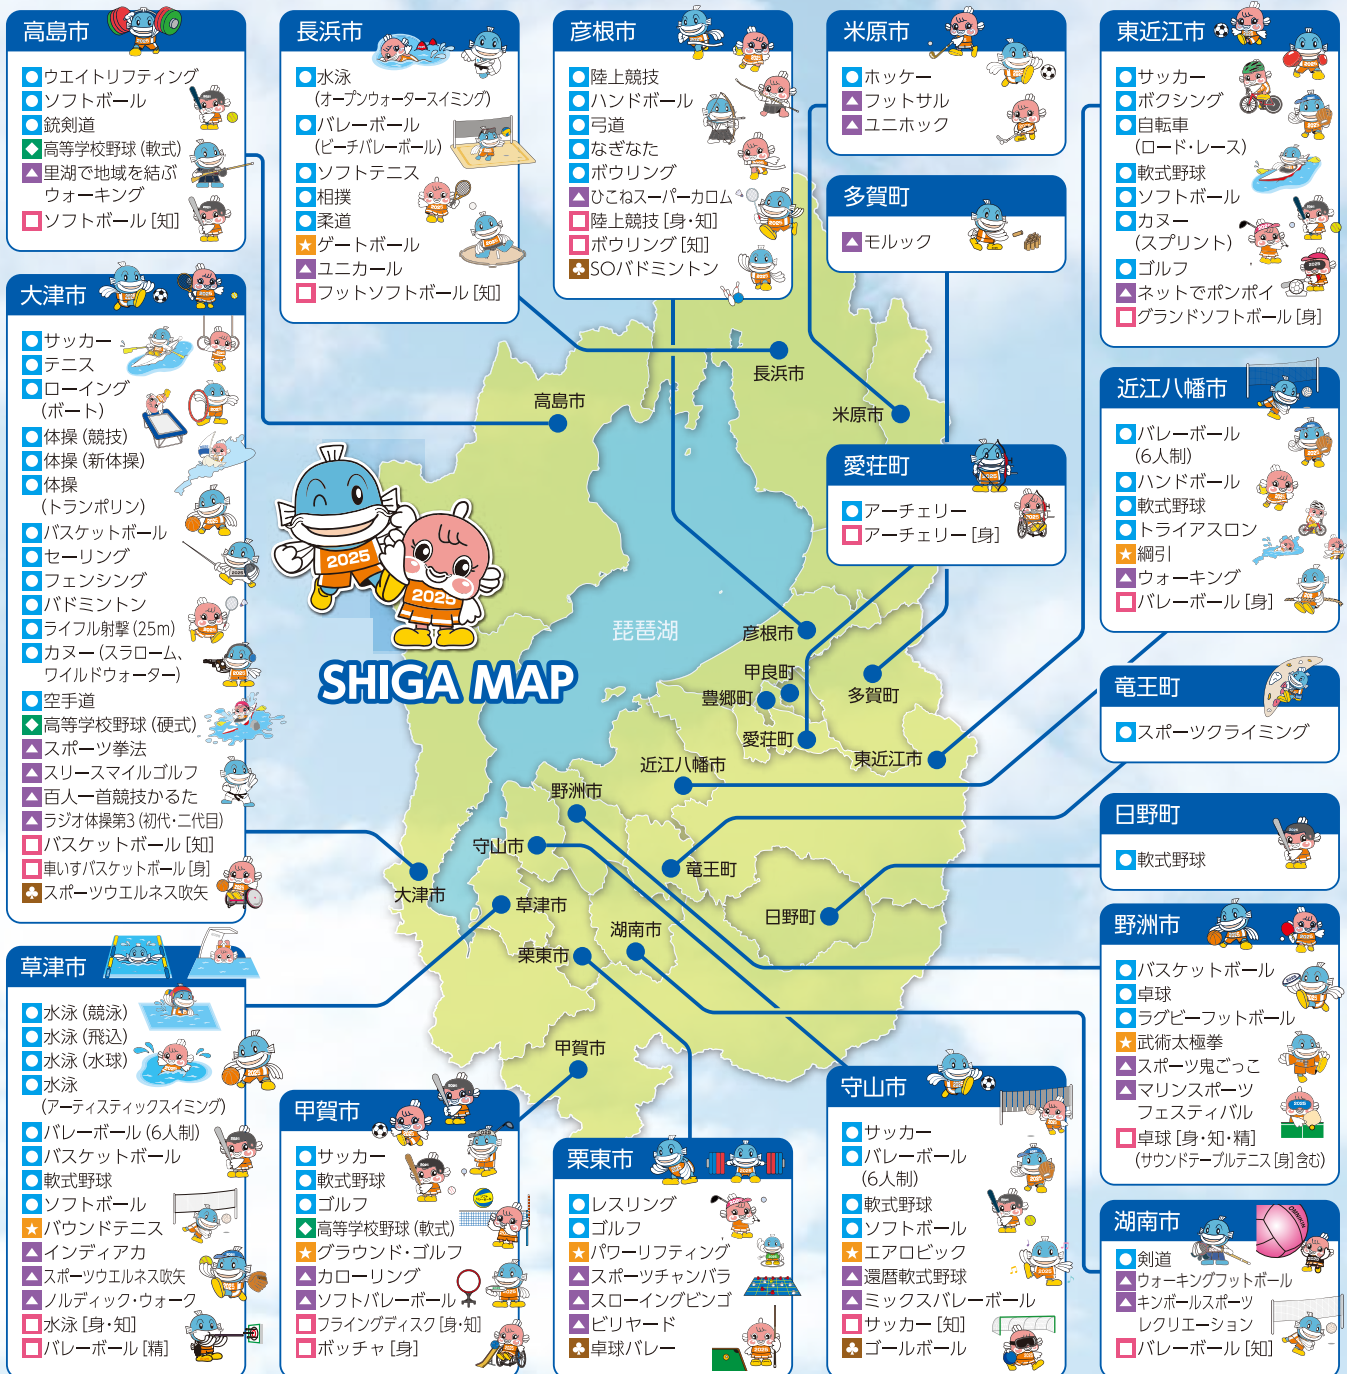 高島市
ウエイトリフティング
ソフトボール
銃剣道
高等学校野球(軟式)
里湖で地域を結ぶ
ウォーキング
ソフトボール[知]
長浜市
水泳
(オープンウォータースイミング)
バレーボール
(ビーチバレーボール)
ソフトテニス
相撲
柔道
ゲートボール
ユニカール
フットソフトボール[知]
彦根市
陸上競技
ハンドボール
弓道
なぎなた
ボウリング
ひこねスーパーカロム
陸上競技[身・知]
ボウリング[知]
SOバドミントン
米原市
ホッケー
フットサル
ユニホック
多賀町
モルック
東近江市
サッカー
ボクシング
自転車
(ロード・レース)
軟式野球
ソフトボール
カヌー
(スプリント)
ゴルフ
ネットでポンポイ
グランドソフトボール[身]
大津市
サッカー
テニス
ローイング
(ボート)
体操(競技)
体操(新体操)
体操
(トランポリン)
バスケットボール
セーリング
フェンシング
バドミントン
ライフル射撃(25m)
カヌー(スラローム、
ワイルドウォーター)
空手道
高等学校野球(硬式)
スポーツ拳法
スリースマイルゴルフ
百人一首競技かるた
ラジオ体操第3(初代・二代目)
バスケットボール[知]
車いすバスケットボール[身]
スポーツウエルネス吹矢
近江八幡市
バレーボール
(6人制)
ハンドボール
軟式野球
トライアスロン
綱引
ウォーキング
バレーボール[身]
愛荘町
アーチェリー
アーチェリー[身]
竜王町
スポーツクライミング
日野町
軟式野球
野洲市
バスケットボール
卓球
ラグビーフットボール
武術太極拳
スポーツ鬼ごっこ
マリンスポーツ
フェスティバル
卓球[身・知・精]
(サウンドテーブルテニス[身]含む)
草津市
水泳(競泳)
水泳(飛込)
水泳(水球)
水泳
(アーティスティックスイミング)
バレーボール(6人制)
バスケットボール
軟式野球
ソフトボール
バウンドテニス
インディアカ
スポーツウエルネス吹矢
ノルディック・ウォーク
水泳[身・知]
バレーボール[精]
甲賀市
サッカー
軟式野球
ゴルフ
高等学校野球(軟式)
グラウンド・ゴルフ
カローリング
ソフトバレーボール
フライングディスク[身・知]
ボッチャ[身]
栗東市
レスリング
ゴルフ
パワーリフティング
スポーツチャンバラ
スローイングビンゴ
ビリヤード
卓球バレー
守山市
サッカー
バレーボール
(6人制)
軟式野球
ソフトボール
エアロビック
還暦軟式野球
ミックスバレーボール
サッカー[知]
ゴールボール
湖南市
剣道
ウォーキングフットボール
キンボールスポーツ
レクリエーション
バレーボール[知]
2025
2025
SHIGA MAP
琵琶湖
長浜市
高島市
米原市
彦根市
甲良町
豊郷町
多賀町
愛荘町
東近江市
近江八幡市
野洲市
守山市
竜王町
大津市
草津市
日野町
湖南市
栗東市
甲賀市